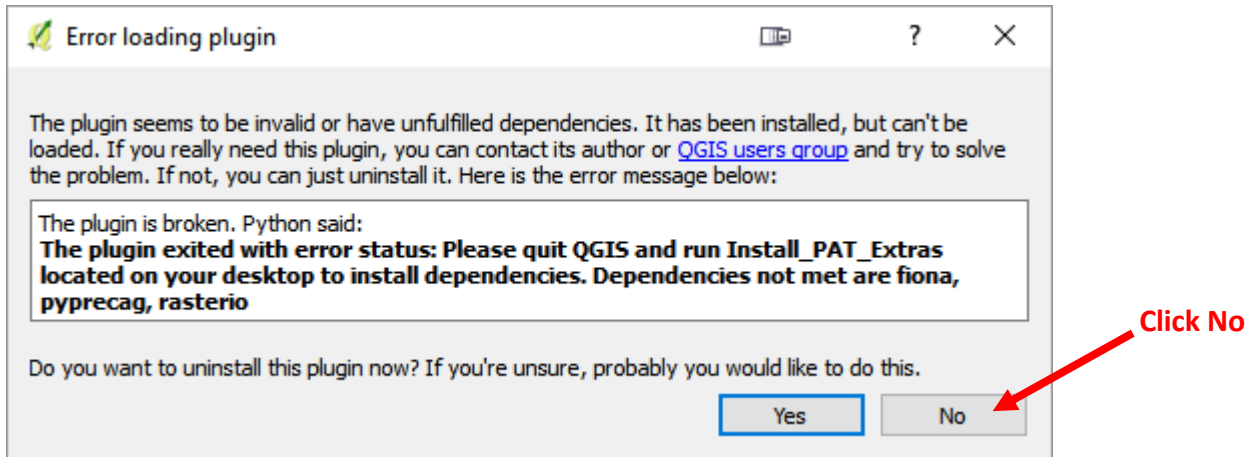 Error loading plugin
The plugin seems to be invalid or have unfulfilled dependencies. It has been installed, but can't be
loaded. If you really need this plugin, you can contact its author or QGIS users group and try to solve
the problem. If not, you can just uninstall it. Here is the error message below:
The plugin is broken. Python said:
The plugin exited with error status: Please quit QGIS and run Install_PAT_Extras
located on your desktop to install dependencies. Dependencies not met are fiona,
pyprecag, rasterio
Click No
Do you want to uninstall this plugin now? If you're unsure, probably you would like to do this.
Yes No